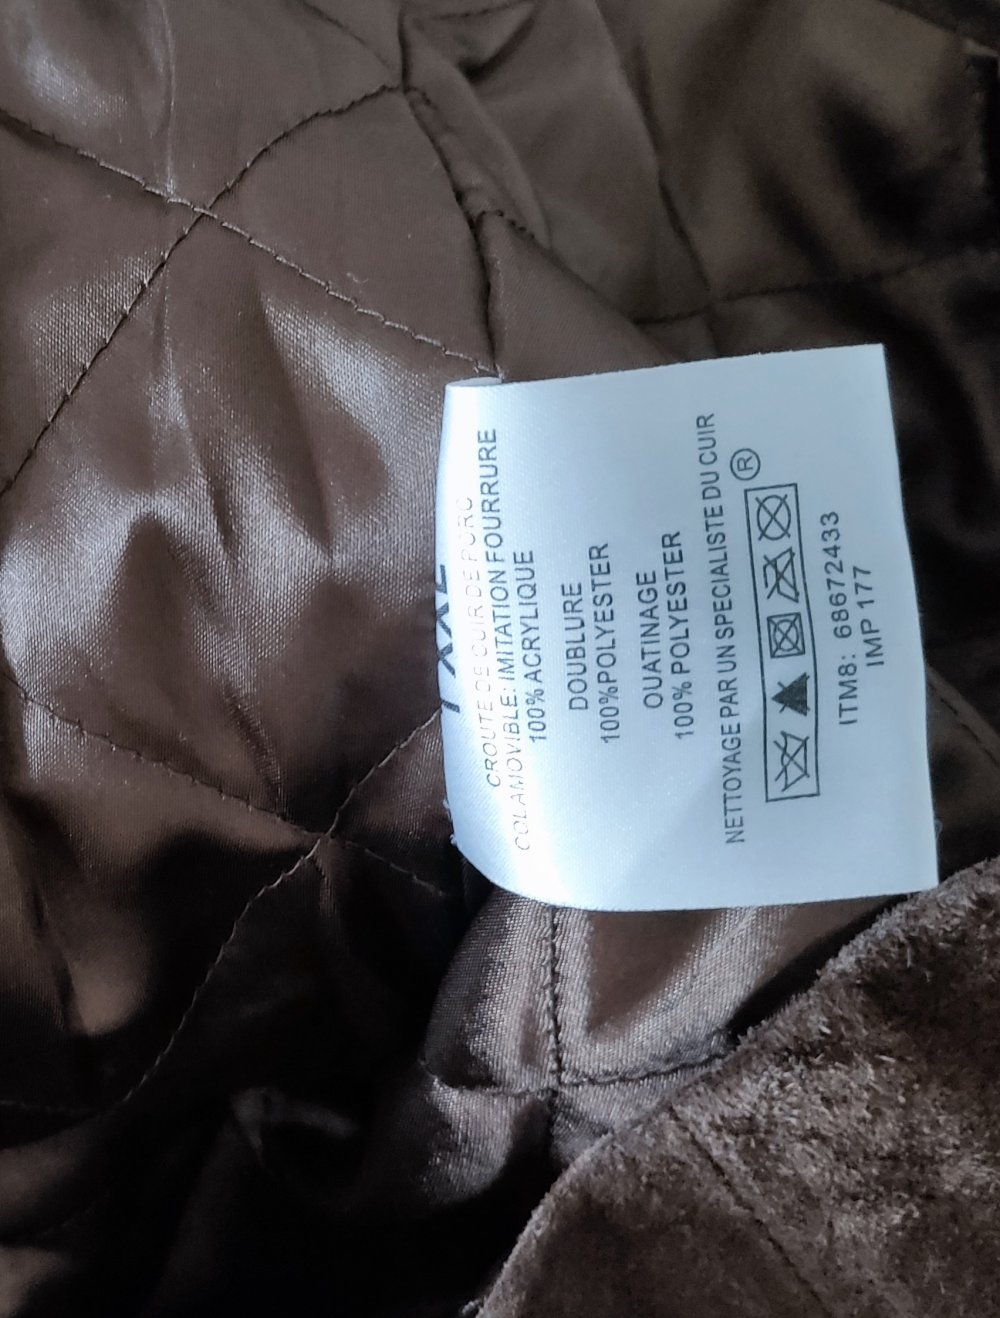 CROUTE DE CUIR DE PORC
COL AMOVIBLE: IMITATION FOURRURE
100% ACRYLIQUE
DOUBLURE
100%POLYESTER
OUATINAGE
100% POLYESTER
NETTOYAGE PAR UN SPECIALISTE DU CUIR
®
ITM8: 68672433
IMP 177